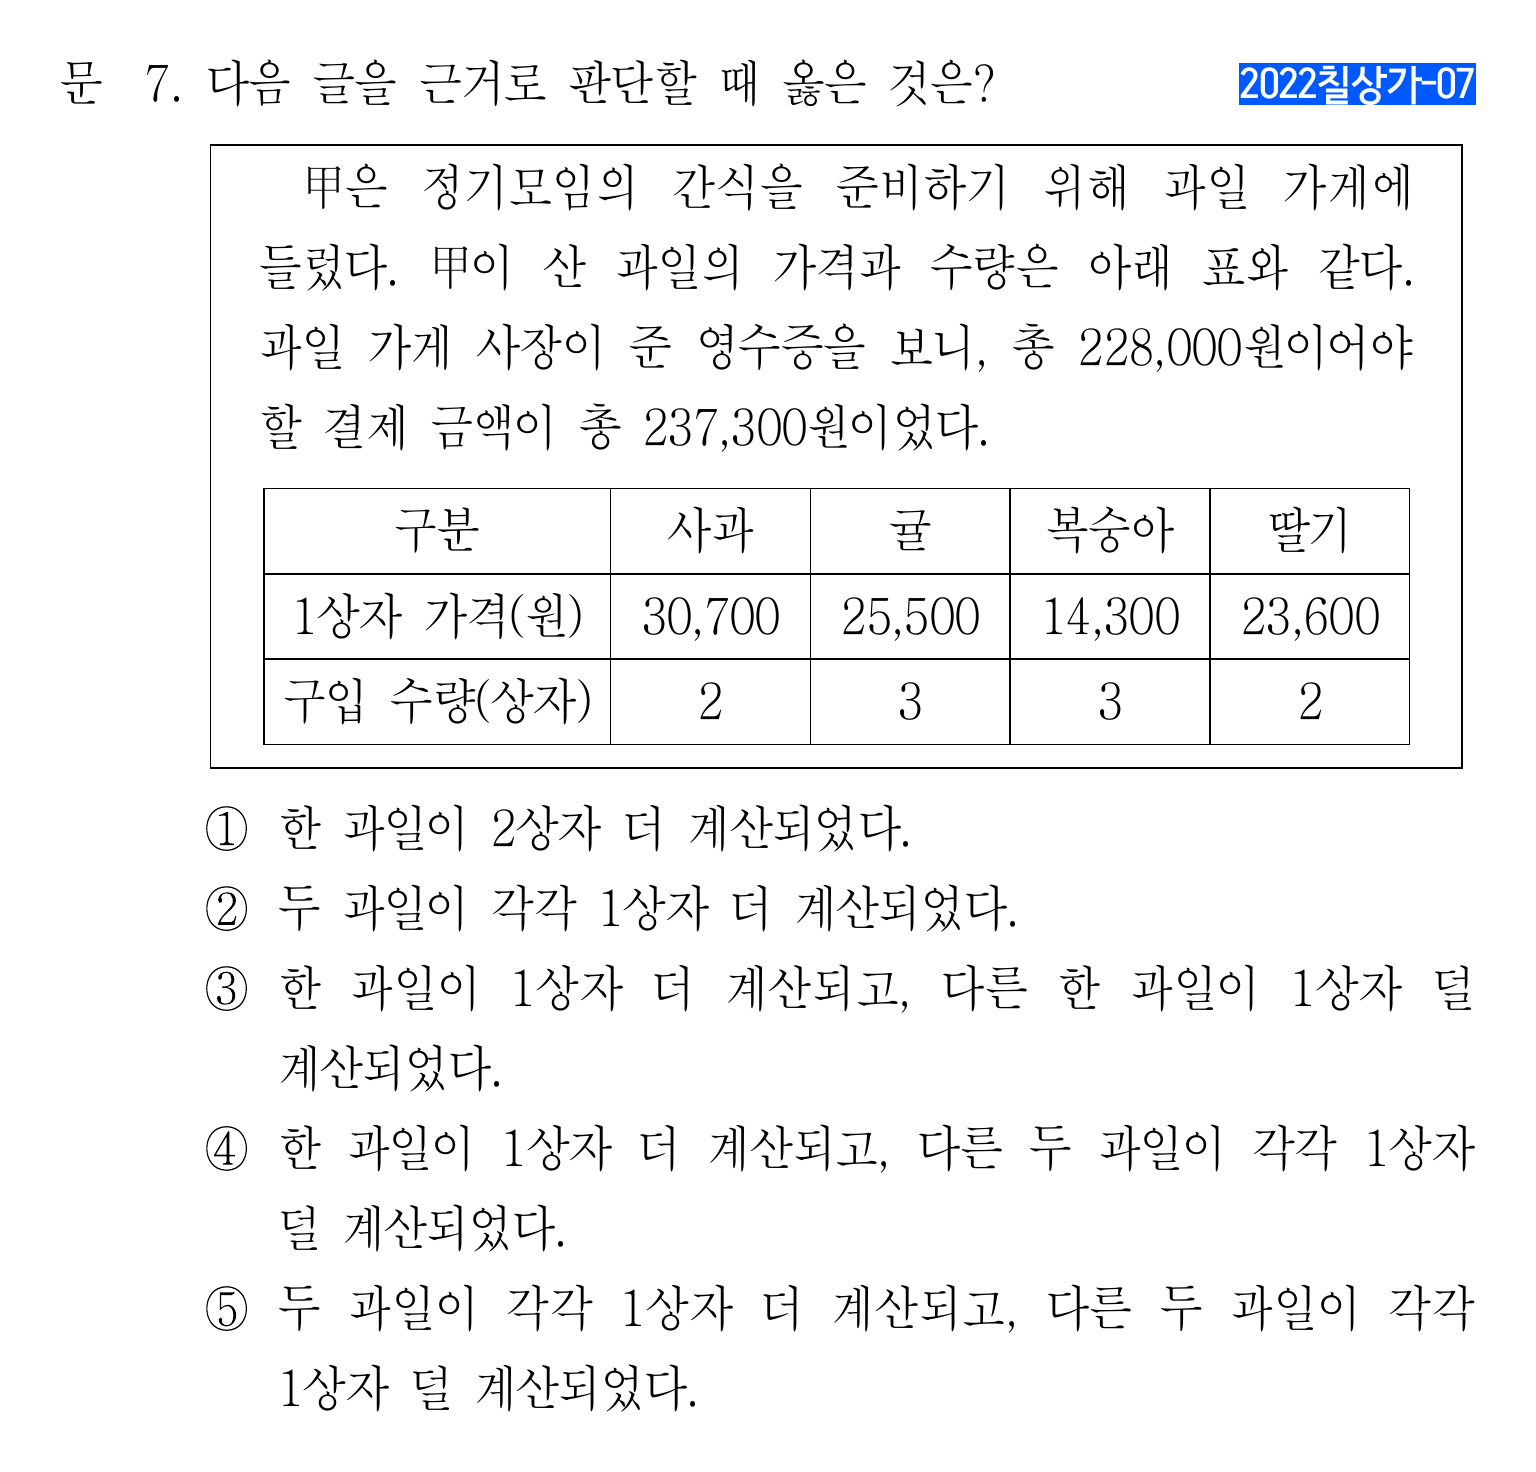 문 7. 다음 글을 근거로 판단할 때 옳은 것은? 2022칠상가-07
甲은 정기모임의 간식을 준비하기 위해 과일 가게에
들렀다. 甲이 산 과일의 가격과 수량은 아래 표와 같다.
과일 가게 사장이 준 영수증을 보니, 총 228,000원이어야
할 결제 금액이 총 237,300원이었다.
구분 사과 귤 복숭아 딸기
1상자 가격(원) 30,700 25,500 14,300 23,600
구입 수량(상자) 2 3 3 2
① 한 과일이 2상자 더 계산되었다.
② 두 과일이 각각 1상자 더 계산되었다.
③ 한 과일이 1상자 더 계산되고, 다른 한 과일이 1상자 덜
계산되었다.
④ 한 과일이 1상자 더 계산되고, 다른 두 과일이 각각 1상자
덜 계산되었다.
⑤ 두 과일이 각각 1상자 더 계산되고, 다른 두 과일이 각각
1상자 덜 계산되었다.